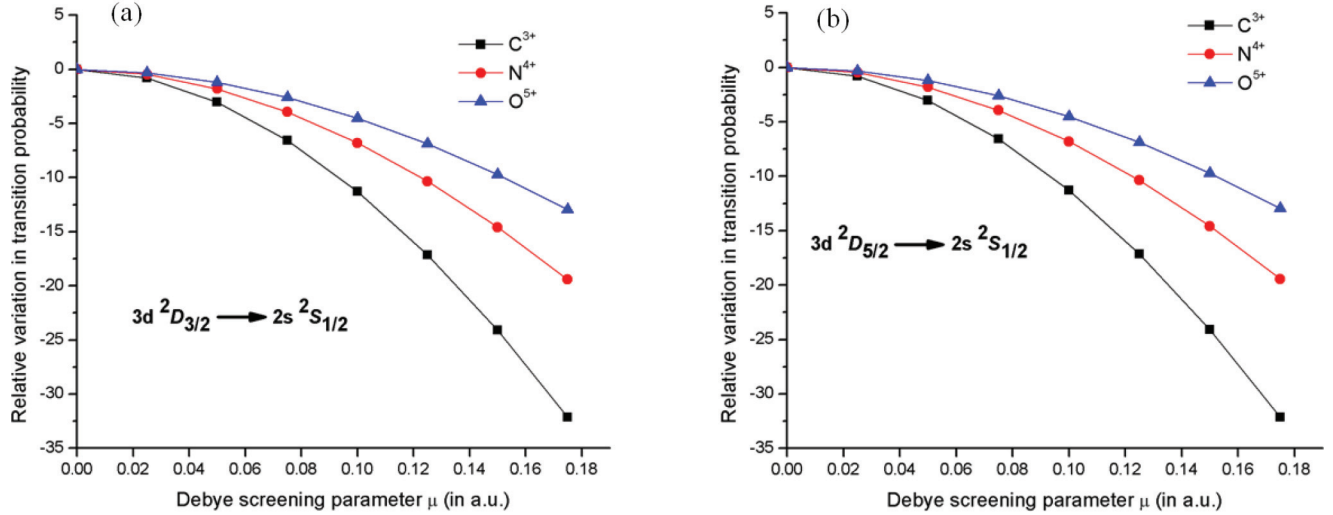 (a)
C³⁺
N⁴⁺
O⁵⁺
5
0
-5
-10
-15
-20
-25
-30
-35
Relative variation in transition probability
3d ²D₃/₂ → 2s ²S₁/₂
0.00 0.02 0.04 0.06 0.08 0.10 0.12 0.14 0.16 0.18
Debye screening parameter μ (in a.u.)
(b)
C³⁺
N⁴⁺
O⁵⁺
5
0
-5
-10
-15
-20
-25
-30
-35
Relative variation in transition probability
3d ²D₅/₂ → 2s ²S₁/₂
0.00 0.02 0.04 0.06 0.08 0.10 0.12 0.14 0.16 0.18
Debye screening parameter μ (in a.u.)